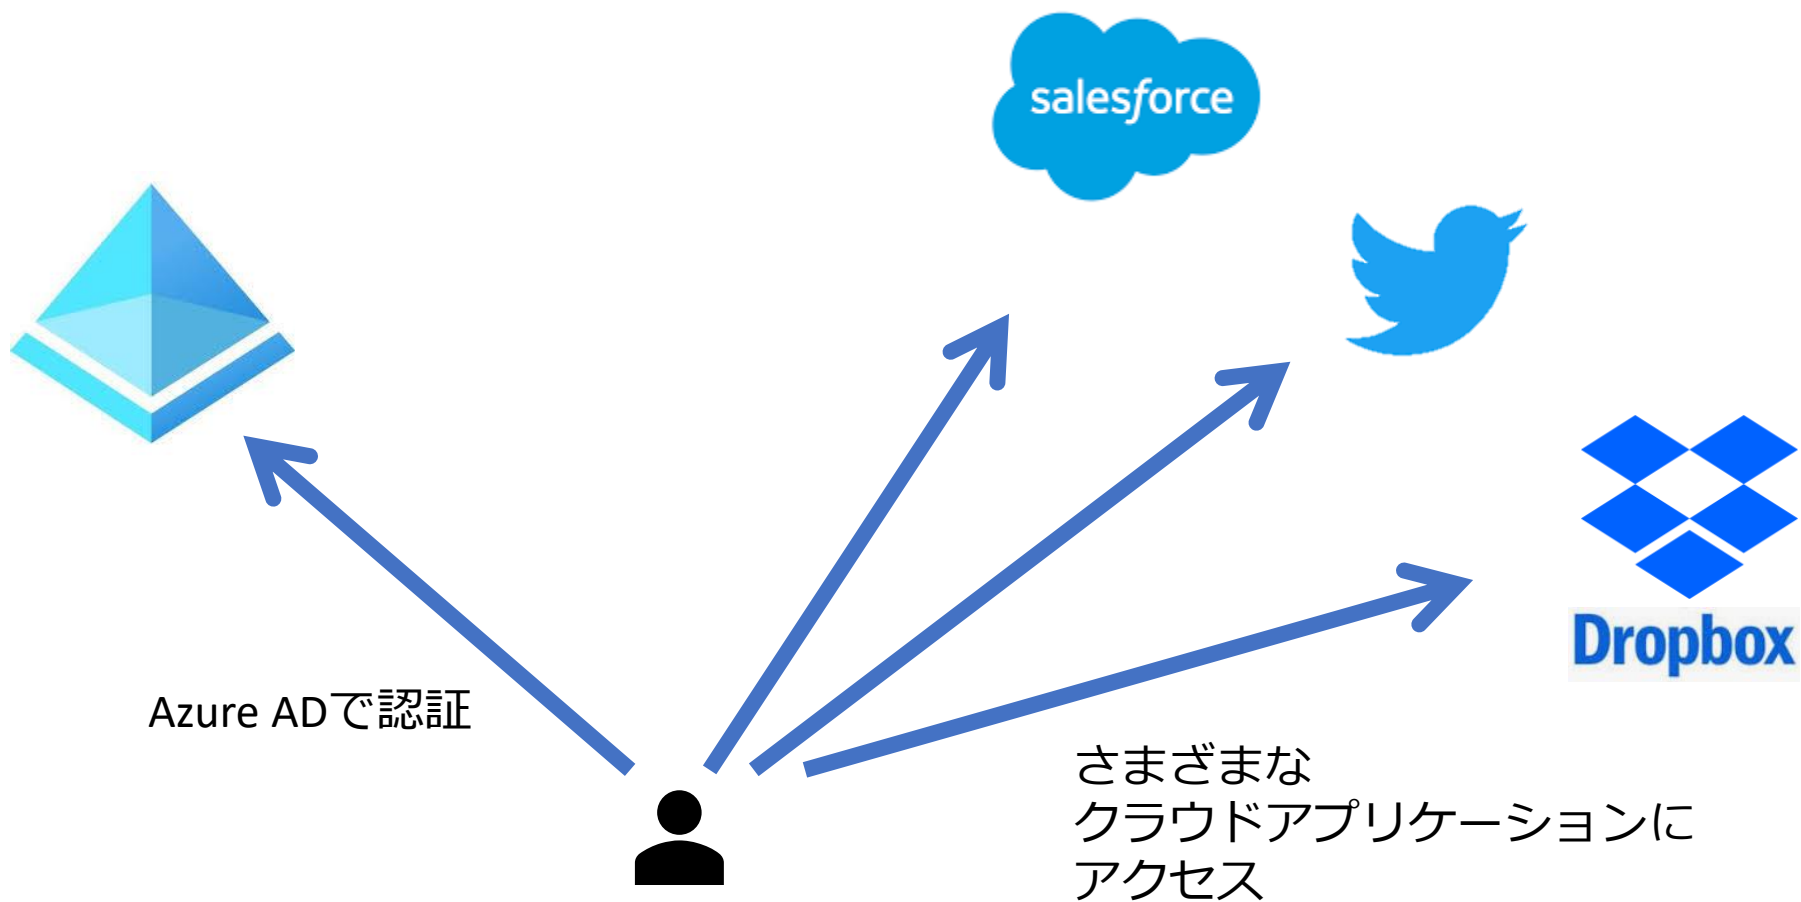 salesforce
Dropbox
Azure ADで認証
さまざまな
クラウドアプリケーションに
アクセス